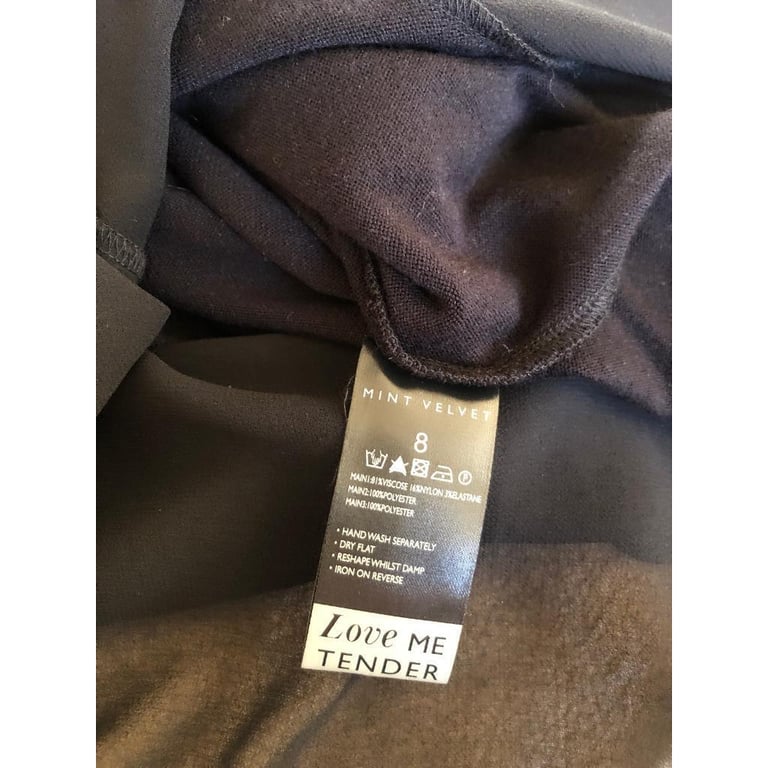 MINT VELVET
8
MAIN1:81%VISCOSE 16%NYLON 3%ELASTANE
MAIN2:100%POLYESTER
MAIN3:100%POLYESTER
• HAND WASH SEPARATELY
• DRY FLAT
• RESHAPE WHILST DAMP
• IRON ON REVERSE
Love ME
TENDER